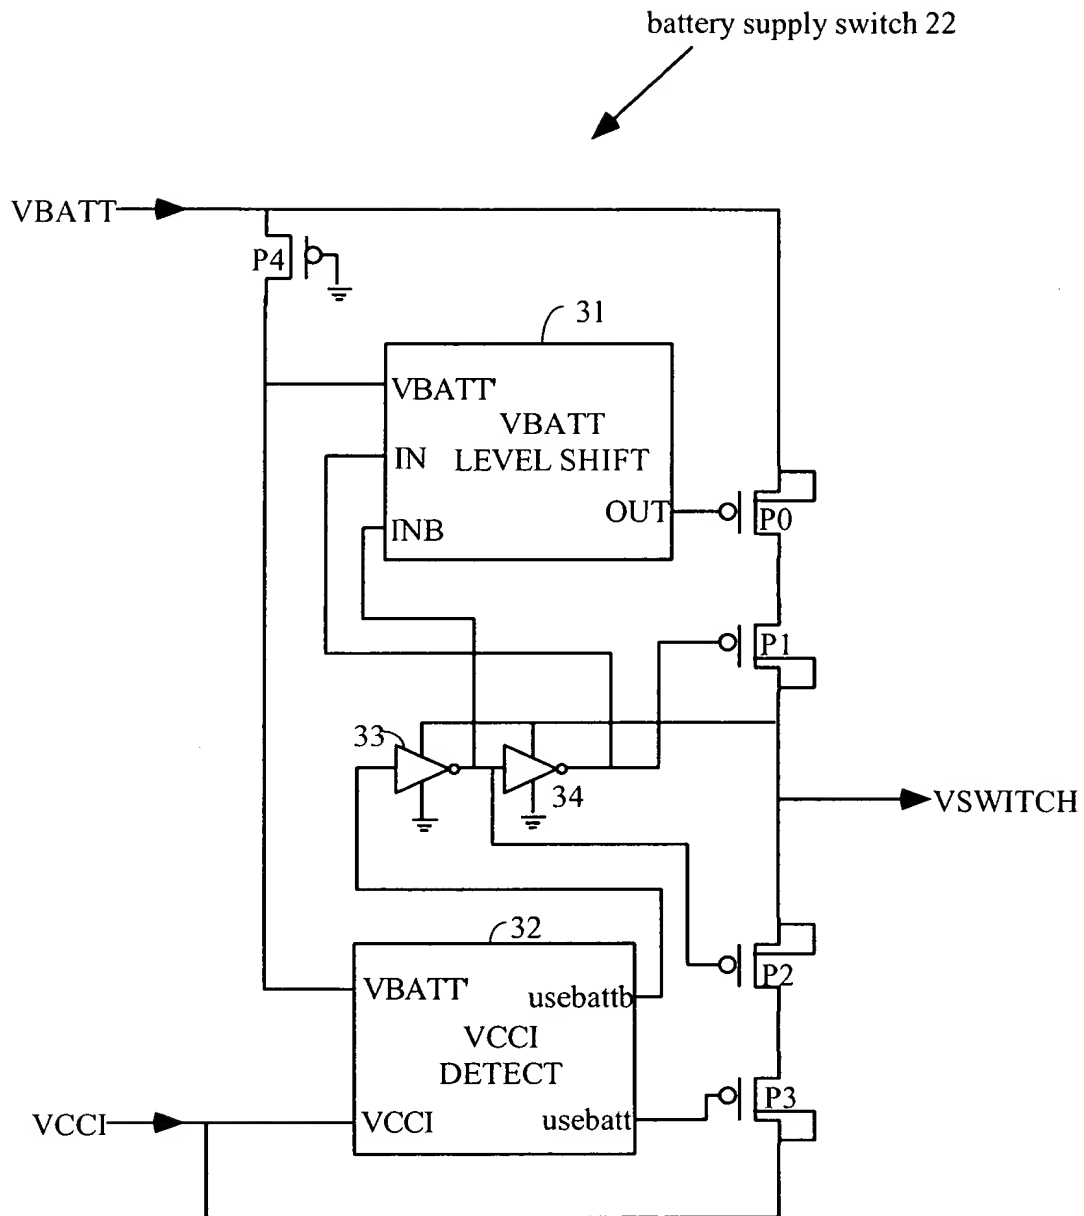 battery supply switch 22
VBATT
P4
31
VBATT'
VBATT
LEVEL SHIFT
IN
OUT
INB
P0
P1
33
34
VSWITCH
32
VBATT'
usebattb
VCCI
DETECT
P2
P3
VCCI
VCCI
usebatt